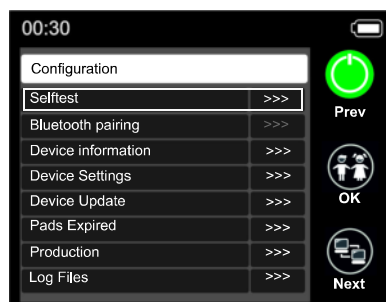 00:30
Configuration
Selftest >>>
Prev
Bluetooth pairing >>>
Device information >>>
Device Settings >>>
OK
Device Update >>>
Pads Expired >>>
Production >>>
Log Files >>>
Next